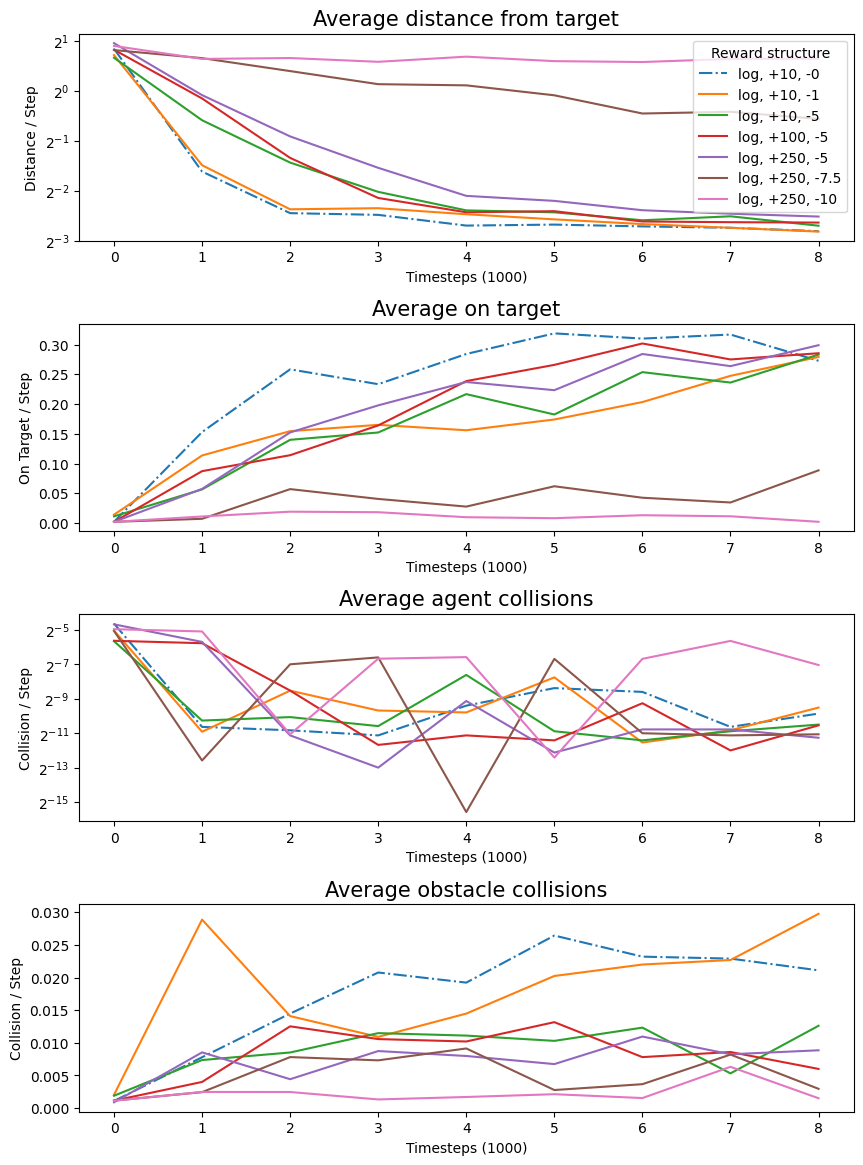 Average distance from target
2^1
2^0
2^-1
2^-2
2^-3
Distance / Step
Reward structure
log, +10, -0
log, +10, -1
log, +10, -5
log, +100, -5
log, +250, -5
log, +250, -7.5
log, +250, -10
0 1 2 3 4 5 6 7 8
Timesteps (1000)
Average on target
0.30
0.25
0.20
0.15
0.10
0.05
0.00
On Target / Step
0 1 2 3 4 5 6 7 8
Timesteps (1000)
Average agent collisions
2^-5
2^-7
2^-9
2^-11
2^-13
2^-15
Collision / Step
0 1 2 3 4 5 6 7 8
Timesteps (1000)
Average obstacle collisions
0.030
0.025
0.020
0.015
0.010
0.005
0.000
Collision / Step
0 1 2 3 4 5 6 7 8
Timesteps (1000)